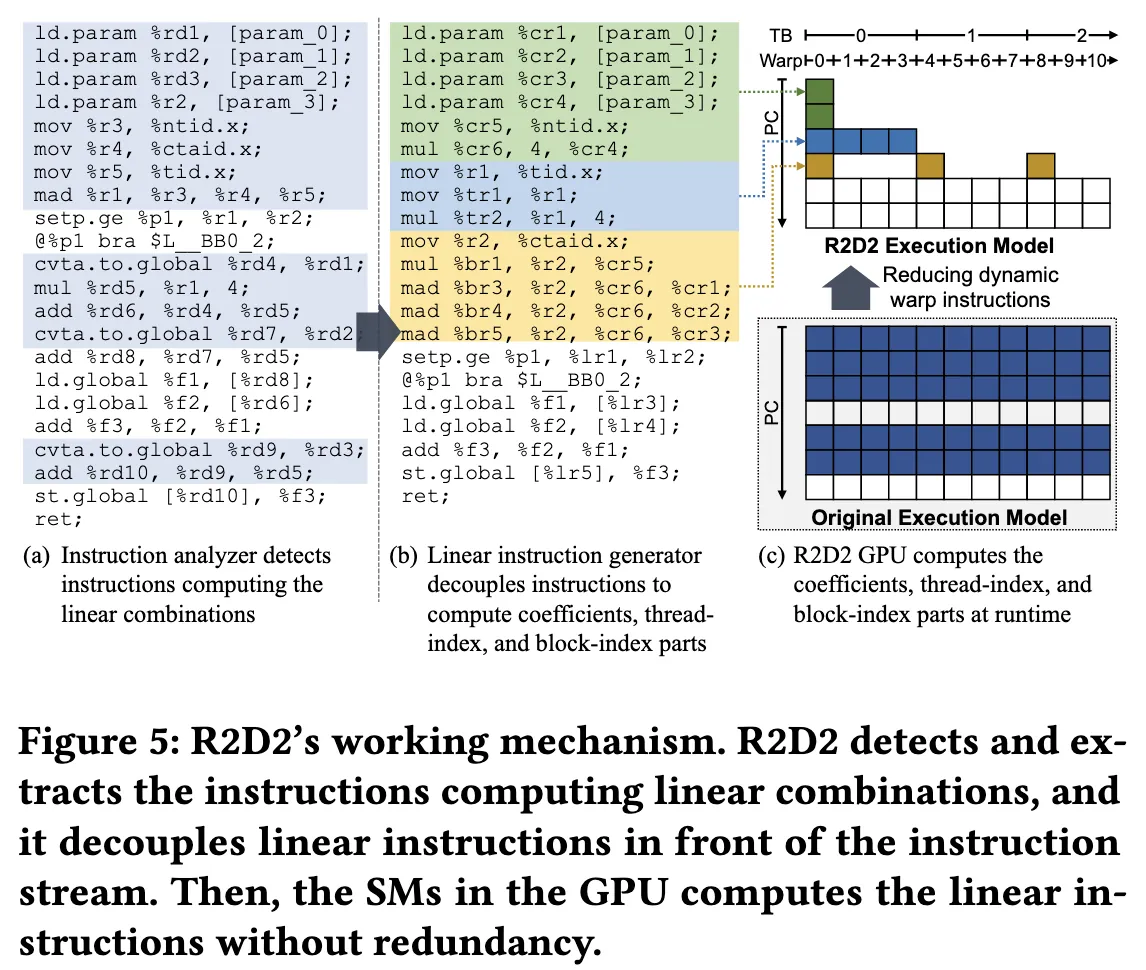 ld.param %rd1, [param_0];
ld.param %rd2, [param_1];
ld.param %rd3, [param_2];
ld.param %r2, [param_3];
mov %r3, %ntid.x;
mov %r4, %ctaid.x;
mov %r5, %tid.x;
mad %r1, %r3, %r4, %r5;
setp.ge %p1, %r1, %r2;
@%p1 bra $L__BB0_2;
cvta.to.global %rd4, %rd1;
mul %rd5, %r1, 4;
add %rd6, %rd4, %rd5;
cvta.to.global %rd7, %rd2;
add %rd8, %rd7, %rd5;
ld.global %f1, [%rd8];
ld.global %f2, [%rd6];
add %f3, %f2, %f1;
cvta.to.global %rd9, %rd3;
add %rd10, %rd9, %rd5;
st.global [%rd10], %f3;
ret;
(a) Instruction analyzer detects
instructions computing the
linear combinations
ld.param %cr1, [param_0];
ld.param %cr2, [param_1];
ld.param %cr3, [param_2];
ld.param %cr4, [param_3];
mov %cr5, %ntid.x;
mul %cr6, 4, %cr4;
mov %r1, %tid.x;
mov %tr1, %r1;
mul %tr2, %r1, 4;
mov %r2, %ctaid.x;
mul %br1, %r2, %cr5;
mad %br3, %r2, %cr6, %cr1;
mad %br4, %r2, %cr6, %cr2;
mad %br5, %r2, %cr6, %cr3;
setp.ge %p1, %lr1, %lr2;
@%p1 bra $L__BB0_2;
ld.global %f1, [%lr3];
ld.global %f2, [%lr4];
add %f3, %f2, %f1;
st.global [%lr5], %f3;
ret;
(b) Linear instruction generator
decouples instructions to
compute coefficients, thread-
index, and block-index parts
TB 0 1 2
Warp 0 1 2 3 4 5 6 7 8 9 10
PC
R2D2 Execution Model
Reducing dynamic
warp instructions
PC
Original Execution Model
(c) R2D2 GPU computes the
coefficients, thread-index, and
block-index parts at runtime
Figure 5: R2D2’s working mechanism. R2D2 detects and ex-
tracts the instructions computing linear combinations, and
it decouples linear instructions in front of the instruction
stream. Then, the SMs in the GPU computes the linear in-
structions without redundancy.